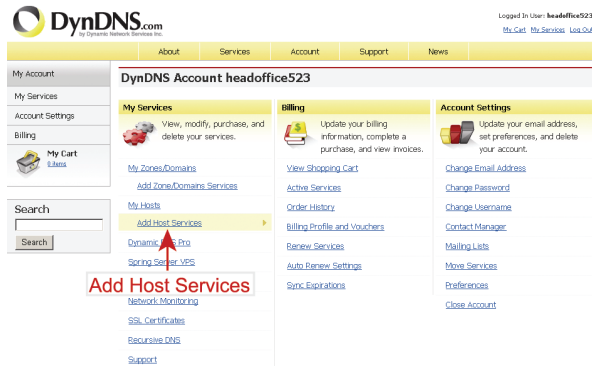 DynDNS.com
by Dynamic Network Services Inc.
Logged In User: headoffice523
My Cart My Services Log Out
About Services Account Support News
My Account
My Services
Account Settings
Billing
My Cart
0 items
Search
Search
DynDNS Account headoffice523
My Services
View, modify, purchase, and
delete your services.
My Zones/Domains
Add Zone/Domains Services
My Hosts
Add Host Services
Dynamic Pro
Spring Server VPS
Add Host Services
Network Monitoring
SSL Certificates
Recursive DNS
Support
Billing
Update your billing
information, complete a
purchase, and view invoices.
View Shopping Cart
Active Services
Order History
Billing Profile and Vouchers
Renew Services
Auto Renew Settings
Sync Expirations
Account Settings
Update your email address,
set preferences, and delete
your account.
Change Email Address
Change Password
Change Username
Contact Manager
Mailing Lists
Move Services
Preferences
Close Account